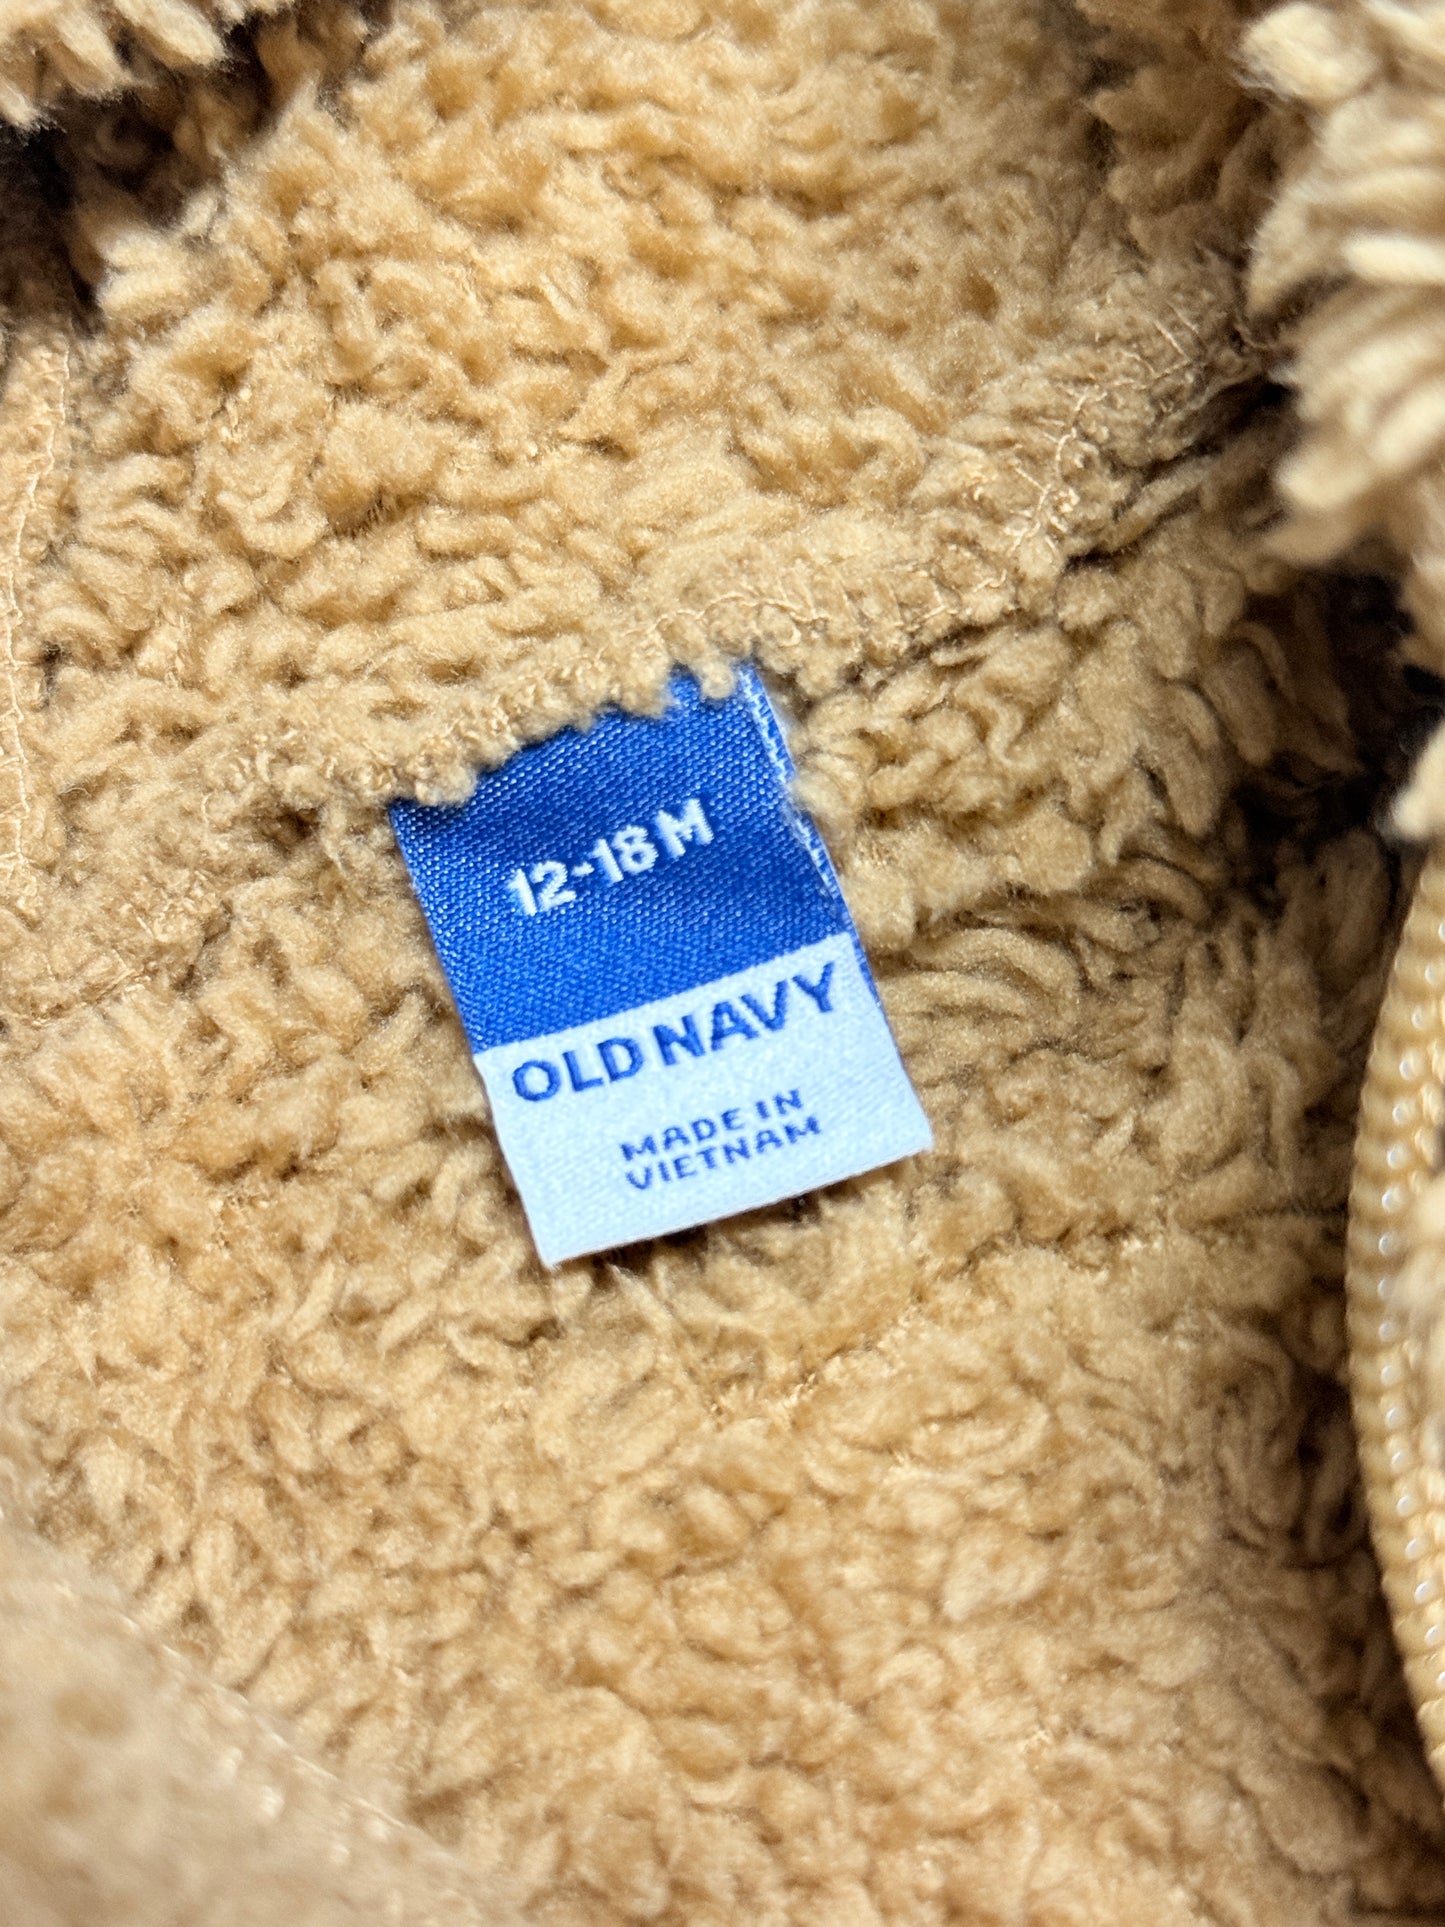 12-18 M
OLD NAVY
MADE IN
VIETNAM